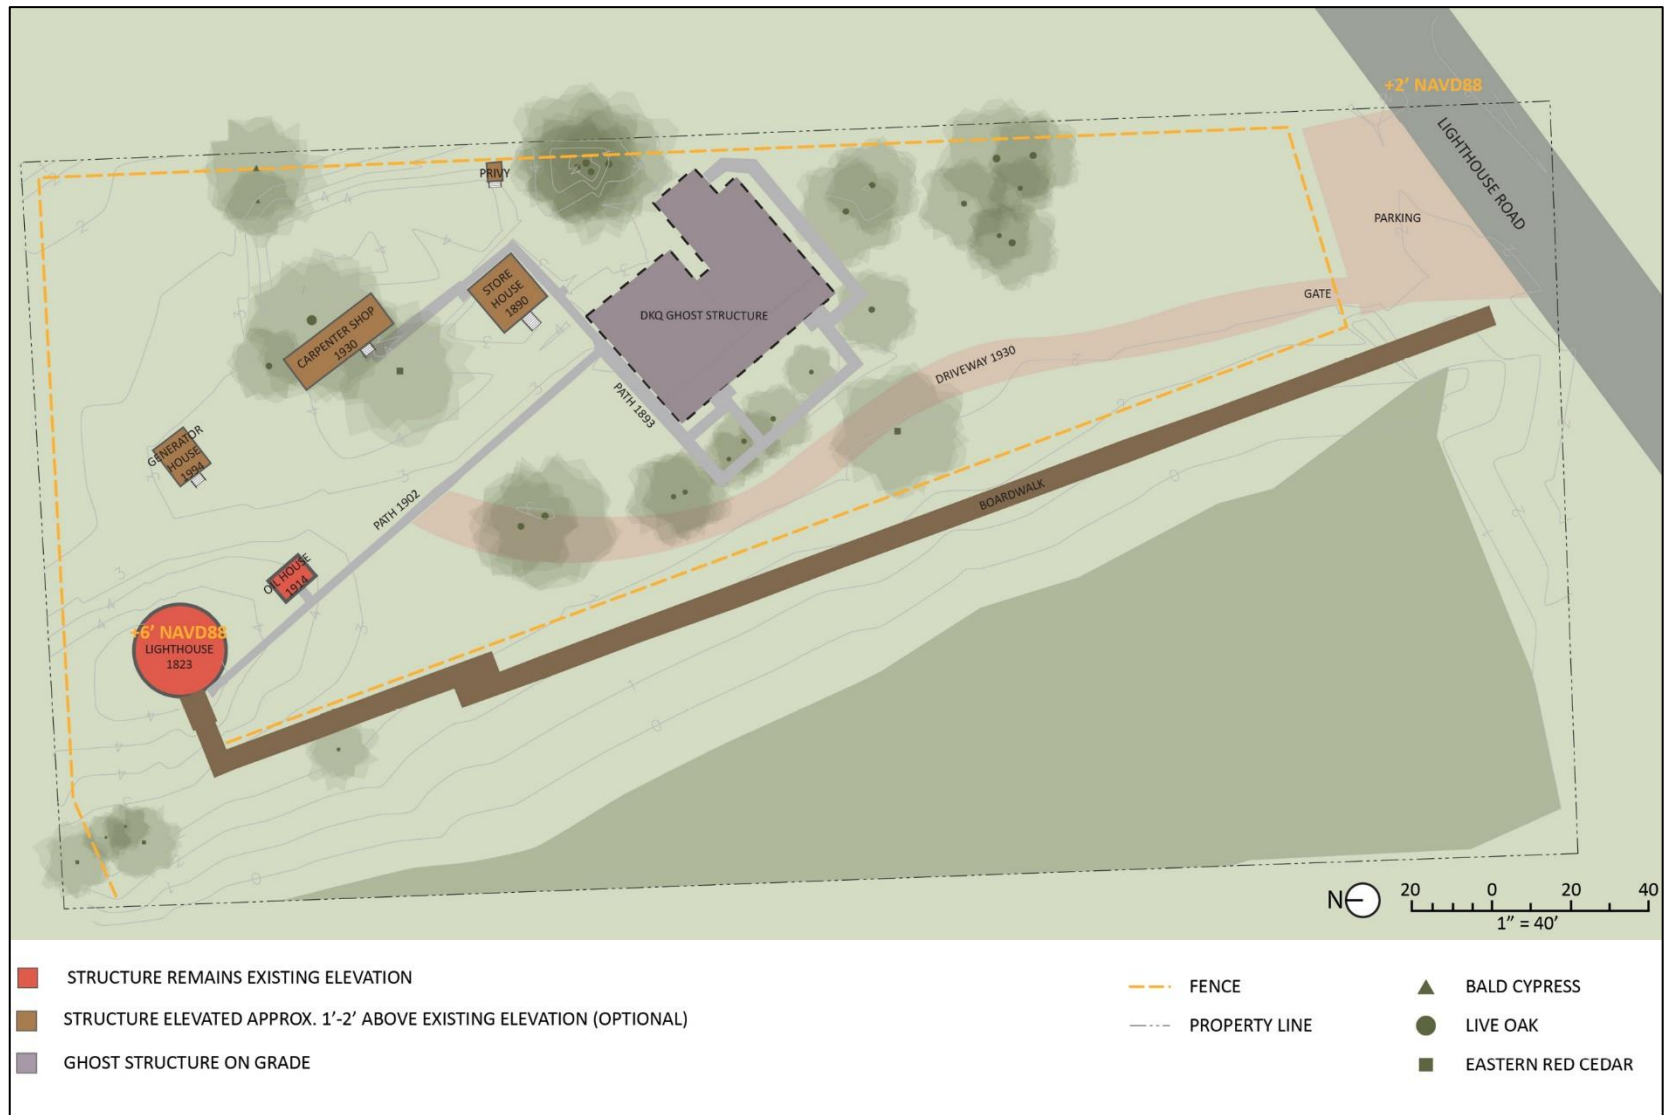 +2' NAVD88
LIGHTHOUSE ROAD
PRIVY
PARKING
STORE
HOUSE
1890
GATE
DKQ GHOST STRUCTURE
CARPENTER SHOP
1930
DRIVEWAY 1930
PATH 1893
GENERATOR
HOUSE
1994
PATH 1902
BOARDWALK
OIL HOUSE
1914
+6' NAVD88
LIGHTHOUSE
1823
N
20 0 20 40
1" = 40'
STRUCTURE REMAINS EXISTING ELEVATION
STRUCTURE ELEVATED APPROX. 1'-2' ABOVE EXISTING ELEVATION (OPTIONAL)
GHOST STRUCTURE ON GRADE
FENCE
PROPERTY LINE
BALD CYPRESS
LIVE OAK
EASTERN RED CEDAR